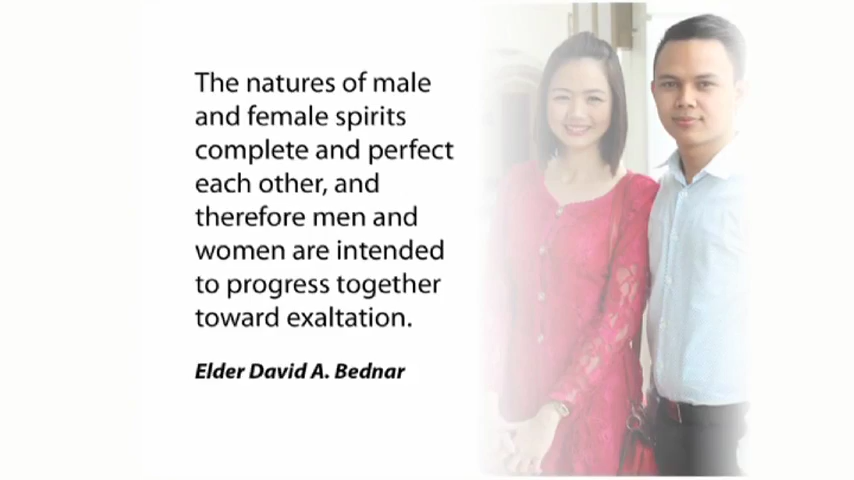 The natures of male
and female spirits
complete and perfect
each other, and
therefore men and
women are intended
to progress together
toward exaltation.
Elder David A. Bednar